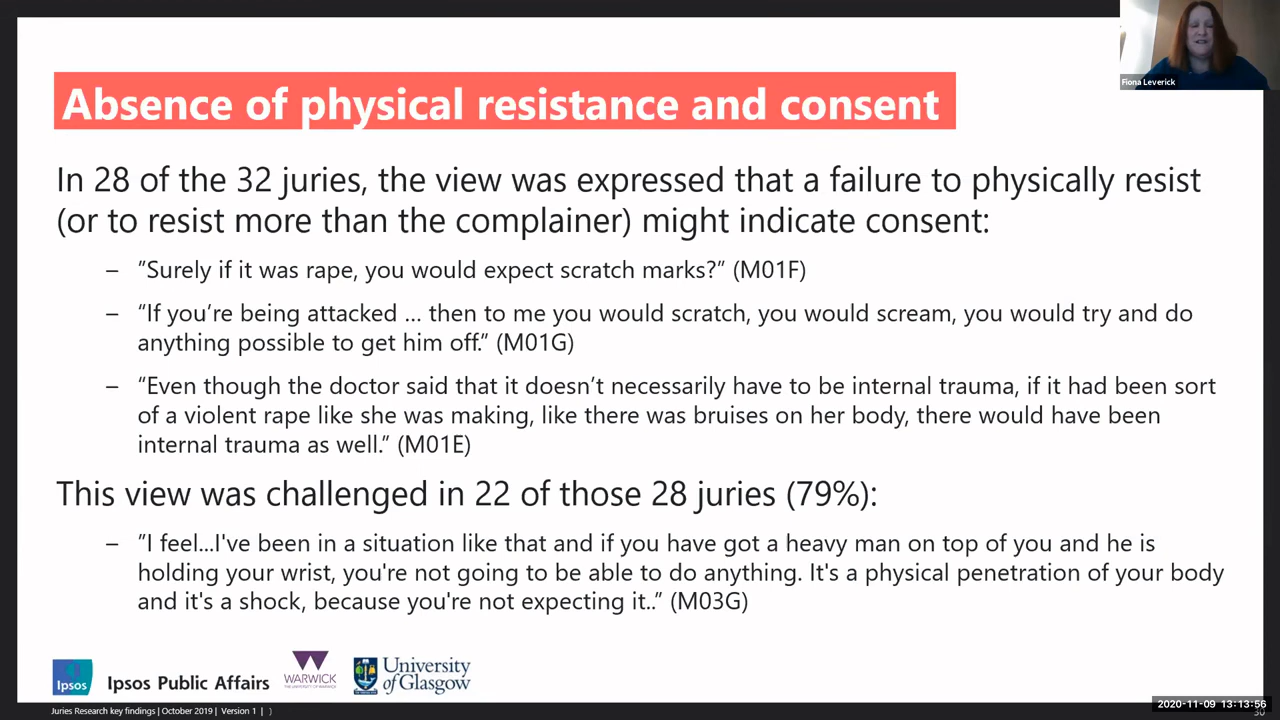 Fiona Leverick
Absence of physical resistance and consent
In 28 of the 32 juries, the view was expressed that a failure to physically resist
(or to resist more than the complainer) might indicate consent:
– “Surely if it was rape, you would expect scratch marks?” (M01F)
– “If you’re being attacked … then to me you would scratch, you would scream, you would try and do
anything possible to get him off.” (M01G)
– “Even though the doctor said that it doesn’t necessarily have to be internal trauma, if it had been sort
of a violent rape like she was making, like there was bruises on her body, there would have been
internal trauma as well.” (M01E)
This view was challenged in 22 of those 28 juries (79%):
– “I feel...I've been in a situation like that and if you have got a heavy man on top of you and he is
holding your wrist, you're not going to be able to do anything. It's a physical penetration of your body
and it's a shock, because you're not expecting it..” (M03G)
Ipsos
Ipsos Public Affairs
WARWICK
THE UNIVERSITY OF WARWICK
University
of Glasgow
Juries Research key findings | October 2019 | Version 1 | )
2020-11-09 13:13:56